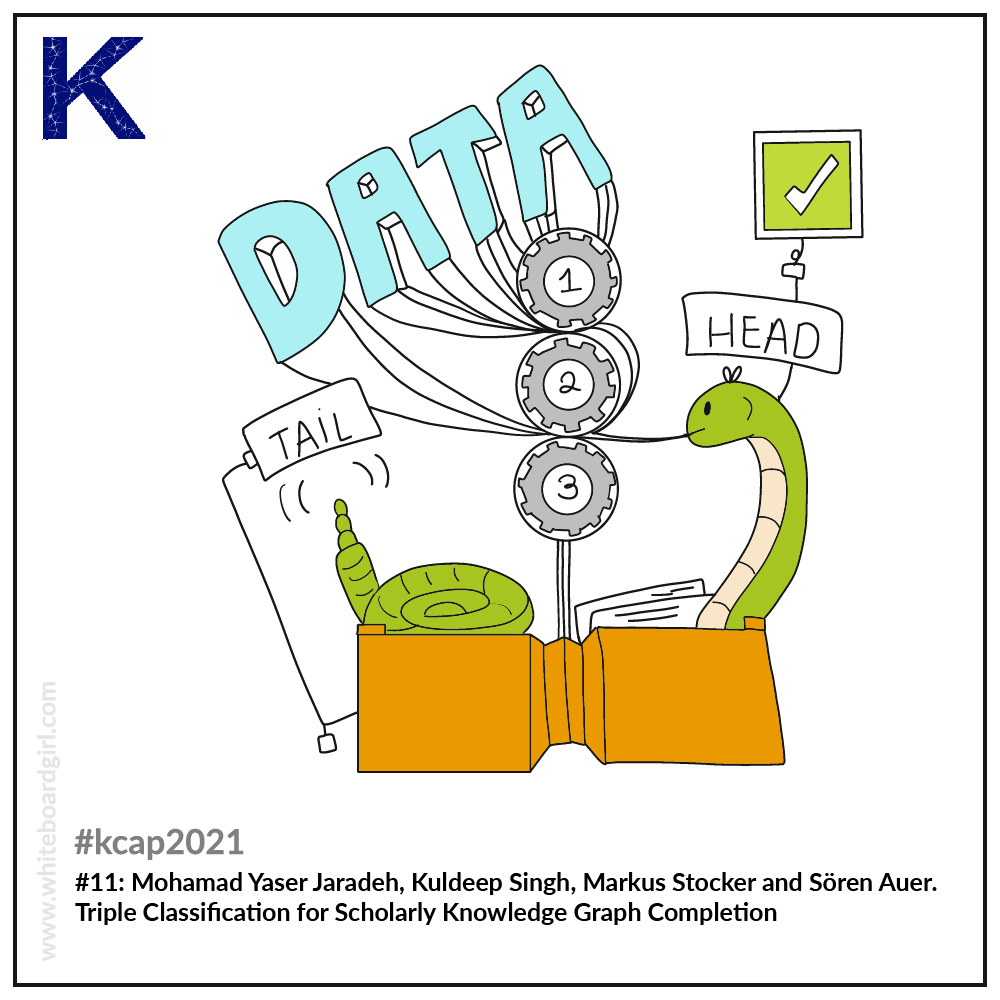 K
DATA
1
HEAD
2
TAIL
3
www.whiteboardgirl.com
#kcap2021
#11: Mohamad Yaser Jaradeh, Kuldeep Singh, Markus Stocker and Sören Auer.
Triple Classification for Scholarly Knowledge Graph Completion